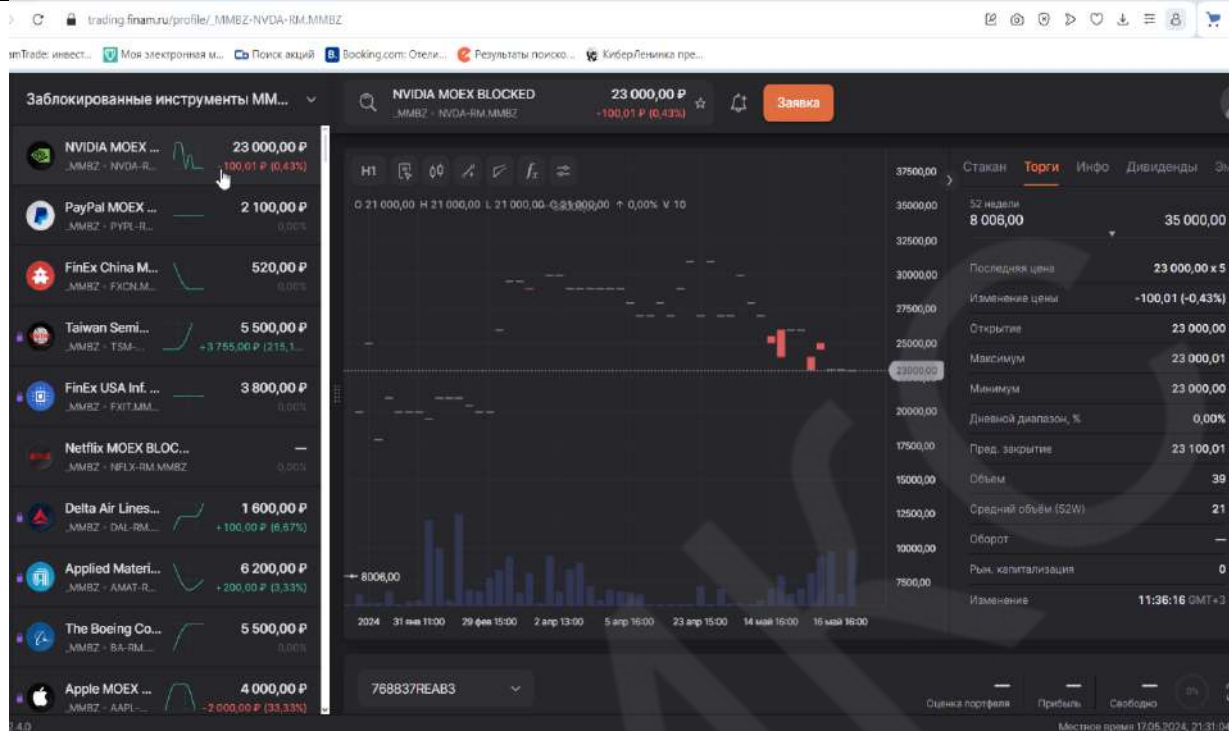 trading.finam.ru/profile/_MMBZ-NVDA-RM.MMBZ
amTrade: инвест... Моя электронная м... Поиск акций B. Booking.com: Отели... Результаты поиско... КиберЛенинка пре...
Заблокированные инструменты ММ...
NVIDIA MOEX ... 23 000,00 ₽
_MMBZ - NVDA-R... -100,01 ₽ (0,43%)
PayPal MOEX ... 2 100,00 ₽
_MMBZ - PYPL-R... 0,00%
FinEx China M... 520,00 ₽
_MMBZ - FXCN.M... 0,00%
Taiwan Semi... 5 500,00 ₽
_MMBZ - TSM-... +3 755,00 ₽ (215,1...
FinEx USA Inf. ... 3 800,00 ₽
_MMBZ - FXIT.MM... 0,00%
Netflix MOEX BLOC... —
_MMBZ - NFLX-RM.MMBZ 0,00%
Delta Air Lines... 1 600,00 ₽
_MMBZ - DAL-RM.... +100,00 ₽ (6,67%)
Applied Materi... 6 200,00 ₽
_MMBZ - AMAT-R... +200,00 ₽ (3,33%)
The Boeing Co... 5 500,00 ₽
_MMBZ - BA-RM.... 0,00%
Apple MOEX ... 4 000,00 ₽
_MMBZ - AAPL-... -2 000,00 ₽ (33,33%)
2.4.0
NVIDIA MOEX BLOCKED 23 000,00 ₽
_MMBZ - NVDA-RM.MMBZ -100,01 ₽ (0,43%)
Заявка
H1
O 21 000,00 H 21 000,00 L 21 000,00 ↑ 0,00% V 10
37500,00
35000,00
32500,00
30000,00
27500,00
25000,00
23000,00
20000,00
17500,00
15000,00
12500,00
10000,00
7500,00
8006,00
2024 31 янв 11:00 29 фев 15:00 2 апр 13:00 5 апр 16:00 23 апр 15:00 14 май 16:00 16 май 16:00
768837REAB3
Стакан Торги Инфо Дивиденды Эм
52 недели
8 006,00 35 000,00
Последняя цена 23 000,00 x 5
Изменение цены -100,01 (-0,43%)
Открытие 23 000,00
Максимум 23 000,01
Минимум 23 000,00
Дневной диапазон, % 0,00%
Пред. закрытие 23 100,01
Объем 39
Средний объём (52W) 21
Оборот —
Рын. капитализация 0
Изменение 11:36:16 GMT+3
Оценка портфеля Прибыль Свободно 0%
Местное время 17.05.2024, 21:31:04